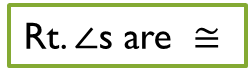 Rt. ∠s are ≅